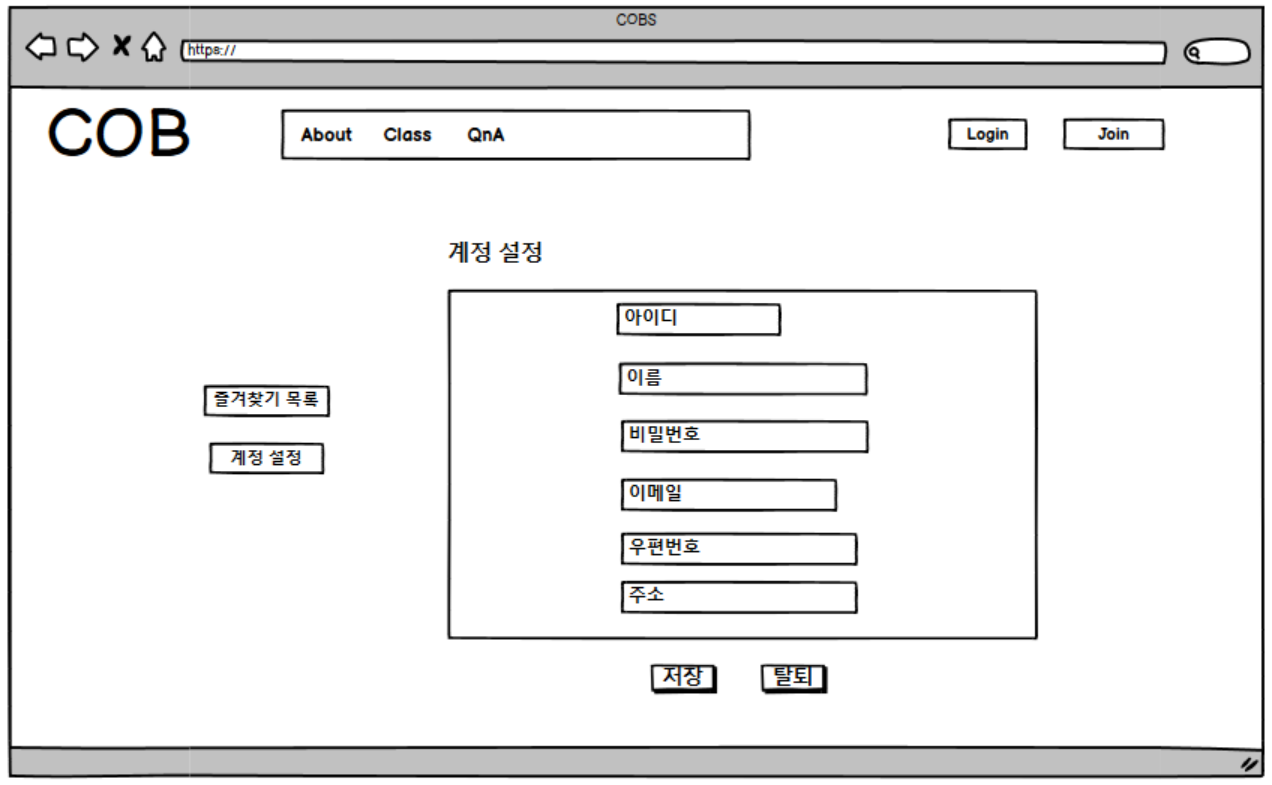 COBS
https://
COB
About Class QnA
Login
Join
계정 설정
아이디
이름
즐겨찾기 목록
비밀번호
계정 설정
이메일
우편번호
주소
저장
탈퇴